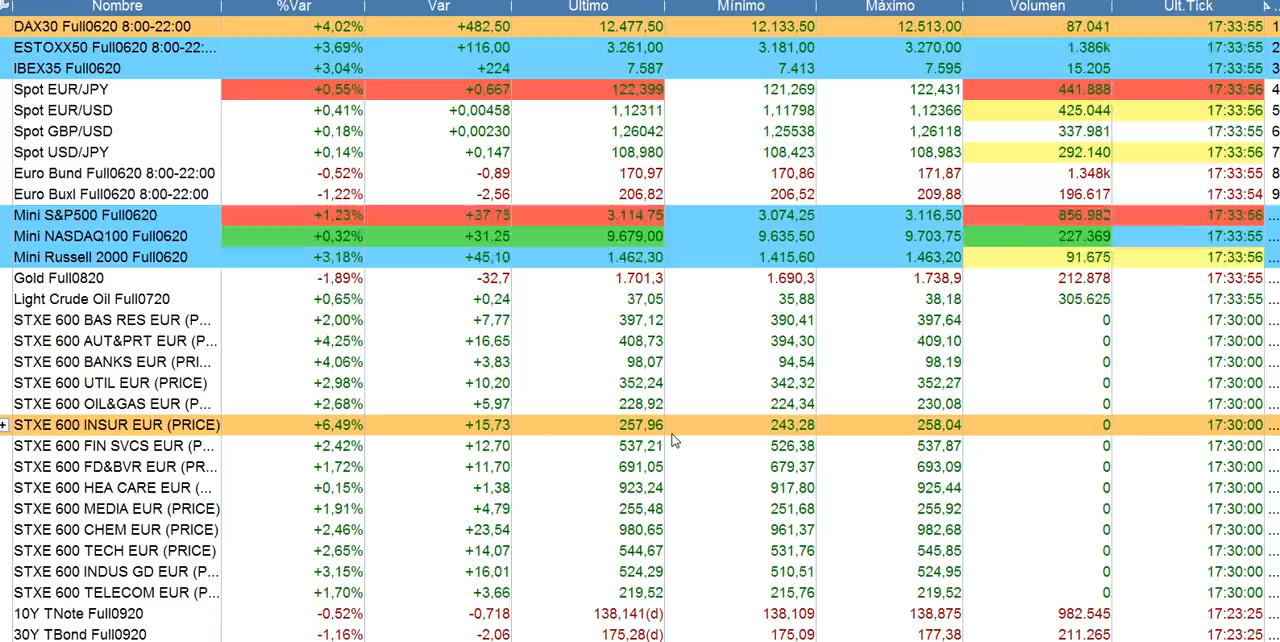 Nombre %Var Var Último Mínimo Máximo Volumen Últ.Tick
DAX30 Full0620 8:00-22:00 +4,02% +482,50 12.477,50 12.133,50 12.513,00 87.041 17:33:55 1
ESTOXX50 Full0620 8:00-22:... +3,69% +116,00 3.261,00 3.181,00 3.270,00 1.386k 17:33:55 2
IBEX35 Full0620 +3,04% +224 7.587 7.413 7.595 15.205 17:33:55 3
Spot EUR/JPY +0,55% +0,667 122,399 121,269 122,431 441.888 17:33:56 4
Spot EUR/USD +0,41% +0,00458 1,12311 1,11798 1,12366 425.044 17:33:56 5
Spot GBP/USD +0,18% +0,00230 1,26042 1,25538 1,26118 337.981 17:33:55 6
Spot USD/JPY +0,14% +0,147 108,980 108,423 108,983 292.140 17:33:56 7
Euro Bund Full0620 8:00-22:00 -0,52% -0,89 170,97 170,86 171,87 1.348k 17:33:55 8
Euro Buxl Full0620 8:00-22:00 -1,22% -2,56 206,82 206,52 209,88 196.617 17:33:54 9
Mini S&P500 Full0620 +1,23% +37,75 3.114,75 3.074,25 3.116,50 856.982 17:33:56 ...
Mini NASDAQ100 Full0620 +0,32% +31,25 9.679,00 9.635,50 9.703,75 227.369 17:33:55 ...
Mini Russell 2000 Full0620 +3,18% +45,10 1.462,30 1.415,60 1.463,20 91.675 17:33:56 ...
Gold Full0820 -1,89% -32,7 1.701,3 1.690,3 1.738,9 212.878 17:33:55 ...
Light Crude Oil Full0720 +0,65% +0,24 37,05 35,88 38,18 305.625 17:33:55 ...
STXE 600 BAS RES EUR (P... +2,00% +7,77 397,12 390,41 397,64 0 17:30:00 ...
STXE 600 AUT&PRT EUR (P... +4,25% +16,65 408,73 394,30 409,10 0 17:30:00 ...
STXE 600 BANKS EUR (PRI... +4,06% +3,83 98,07 94,54 98,19 0 17:30:00 ...
STXE 600 UTIL EUR (PRICE) +2,98% +10,20 352,24 342,32 352,27 0 17:30:00 ...
STXE 600 OIL&GAS EUR (P... +2,68% +5,97 228,92 224,34 230,08 0 17:30:00 ...
STXE 600 INSUR EUR (PRICE) +6,49% +15,73 257,96 243,28 258,04 0 17:30:00 ...
STXE 600 FIN SVCS EUR (P... +2,42% +12,70 537,21 526,38 537,87 0 17:30:00 ...
STXE 600 FD&BVR EUR (PR... +1,72% +11,70 691,05 679,37 693,09 0 17:30:00 ...
STXE 600 HEA CARE EUR (... +0,15% +1,38 923,24 917,80 925,44 0 17:30:00 ...
STXE 600 MEDIA EUR (PRICE) +1,91% +4,79 255,48 251,68 255,92 0 17:30:00 ...
STXE 600 CHEM EUR (PRICE) +2,46% +23,54 980,65 961,37 982,68 0 17:30:00 ...
STXE 600 TECH EUR (PRICE) +2,65% +14,07 544,67 531,76 545,85 0 17:30:00 ...
STXE 600 INDUS GD EUR (P... +3,15% +16,01 524,29 510,51 524,95 0 17:30:00 ...
STXE 600 TELECOM EUR (P... +1,70% +3,66 219,52 215,76 219,52 0 17:30:00 ...
10Y TNote Full0920 -0,52% -0,718 138,141(d) 138,109 138,875 982.545 17:23:25 ...
30Y TBond Full0920 -1,16% -2,06 175,28(d) 175,09 177,38 211.265 17:23:25 ...